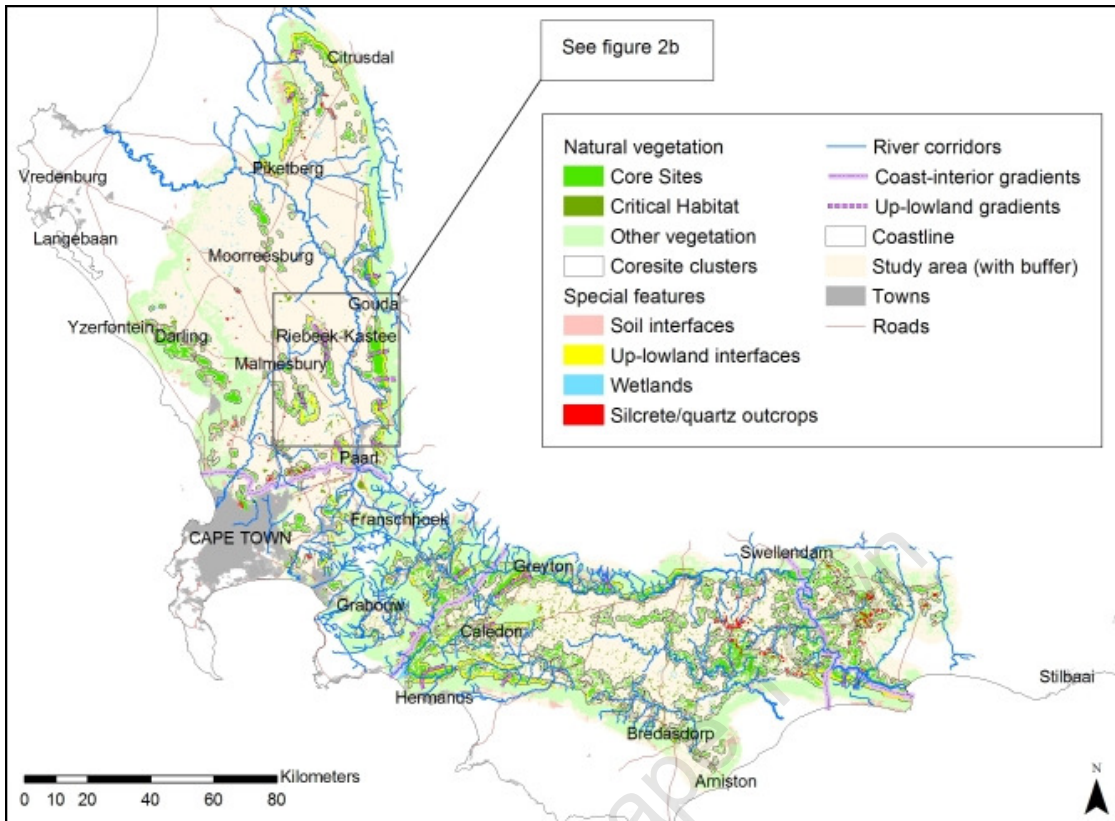 Citrusdal
See figure 2b
Piketberg
Vredenburg
Langebaan
Moorreesburg
Gouda
Yzerfontein
Darling
Riebeek-Kastee
Malmesbury
Paarl
Franschhoek
CAPE TOWN
Grabouw
Greyton
Swellendam
Caledon
Hermanus
Stilbaai
Bredasdorp
Arniston
Natural vegetation
Core Sites
Critical Habitat
Other vegetation
Coresite clusters
Special features
Soil interfaces
Up-lowland interfaces
Wetlands
Silcrete/quartz outcrops
River corridors
Coast-interior gradients
Up-lowland gradients
Coastline
Study area (with buffer)
Towns
Roads
Kilometers
0 10 20 40 60 80
N